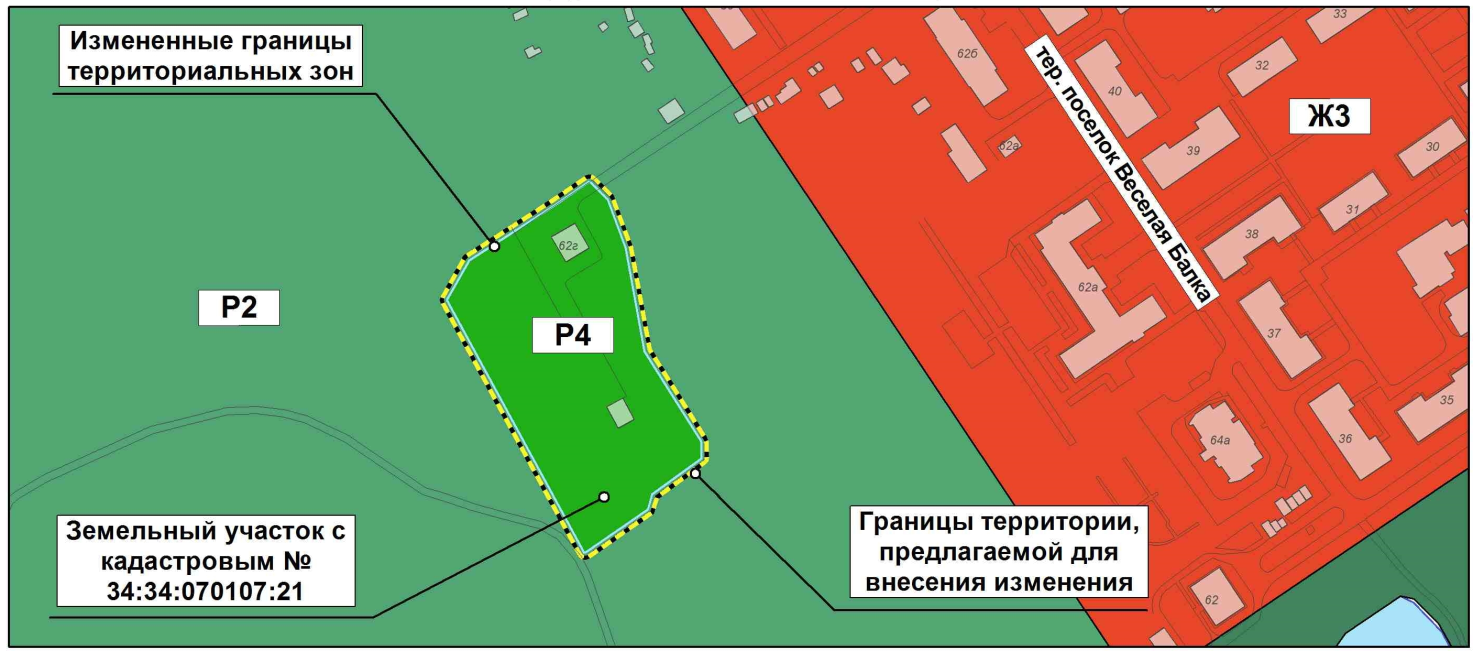 Измененные границы
территориальных зон
Р2
Р4
Ж3
тер. поселок Веселая Балка
Земельный участок с
кадастровым №
34:34:070107:21
Границы территории,
предлагаемой для
внесения изменения
62б
40
32
33
30
39
31
38
62а
62а
37
35
36
64а
62
62г